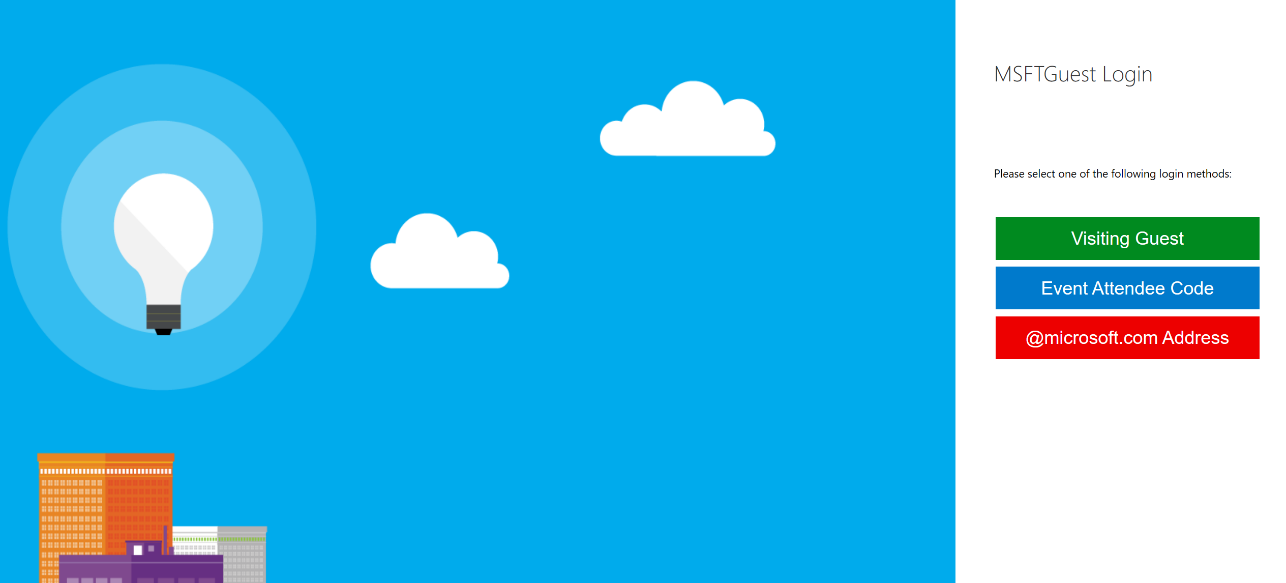 MSFTGuest Login
Please select one of the following login methods:
Visiting Guest
Event Attendee Code
@microsoft.com Address